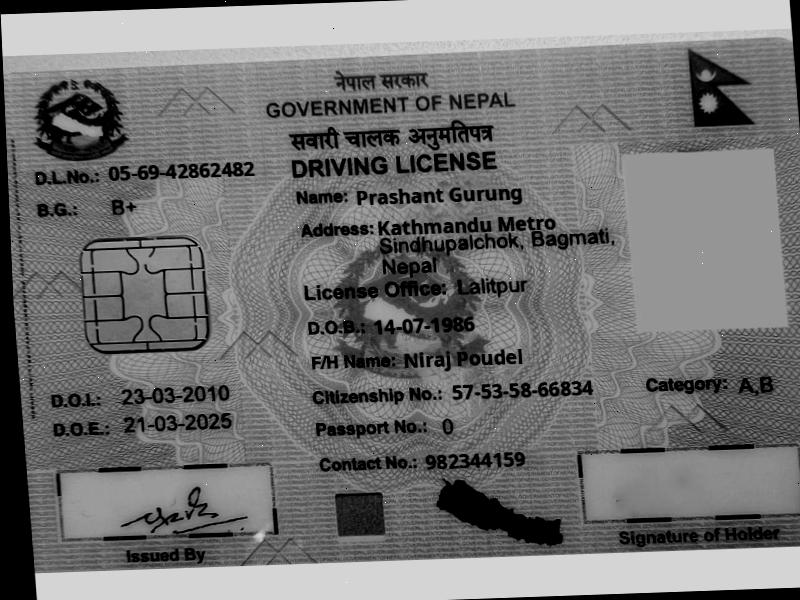 नेपाल सरकार
GOVERNMENT OF NEPAL
सवारी चालक अनुमतिपत्र
DRIVING LICENSE
D.L.No.: 05-69-42862482
B.G.: B+
Name: Prashant Gurung
Address: Kathmandu Metro
Sindhupalchok, Bagmati,
Nepal
License Office: Lalitpur
D.O.B.: 14-07-1986
F/H Name: Niraj Poudel
D.O.I.: 23-03-2010
Citizenship No.: 57-53-58-66834
Category: A,B
D.O.E.: 21-03-2025
Passport No.: 0
Contact No.: 982344159
Issued By
Signature of Holder